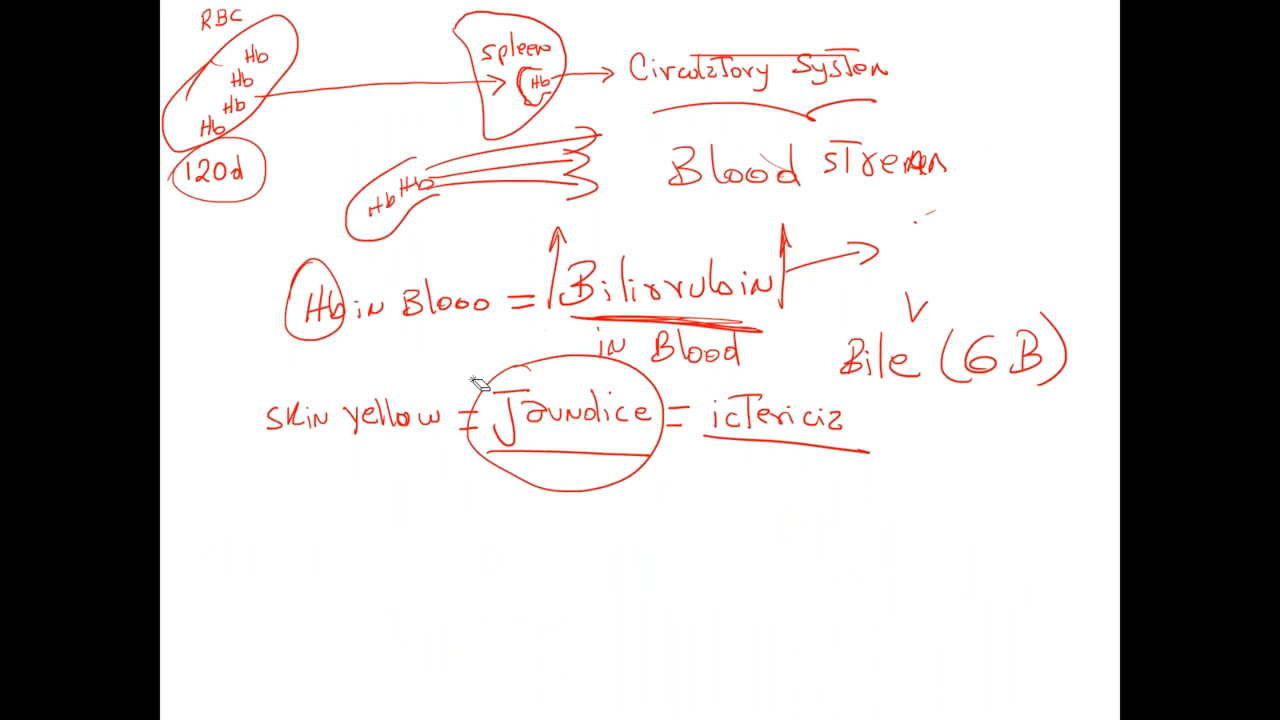 RBC
Hb
Hb
Hb
Hb
120d
spleen
Hb
Circulatory System
Hb Hb
Blood stream
Hb in Blood = Bilirrubin
in Blood
Bile (GB)
skin yellow = Jaundice = ictericia